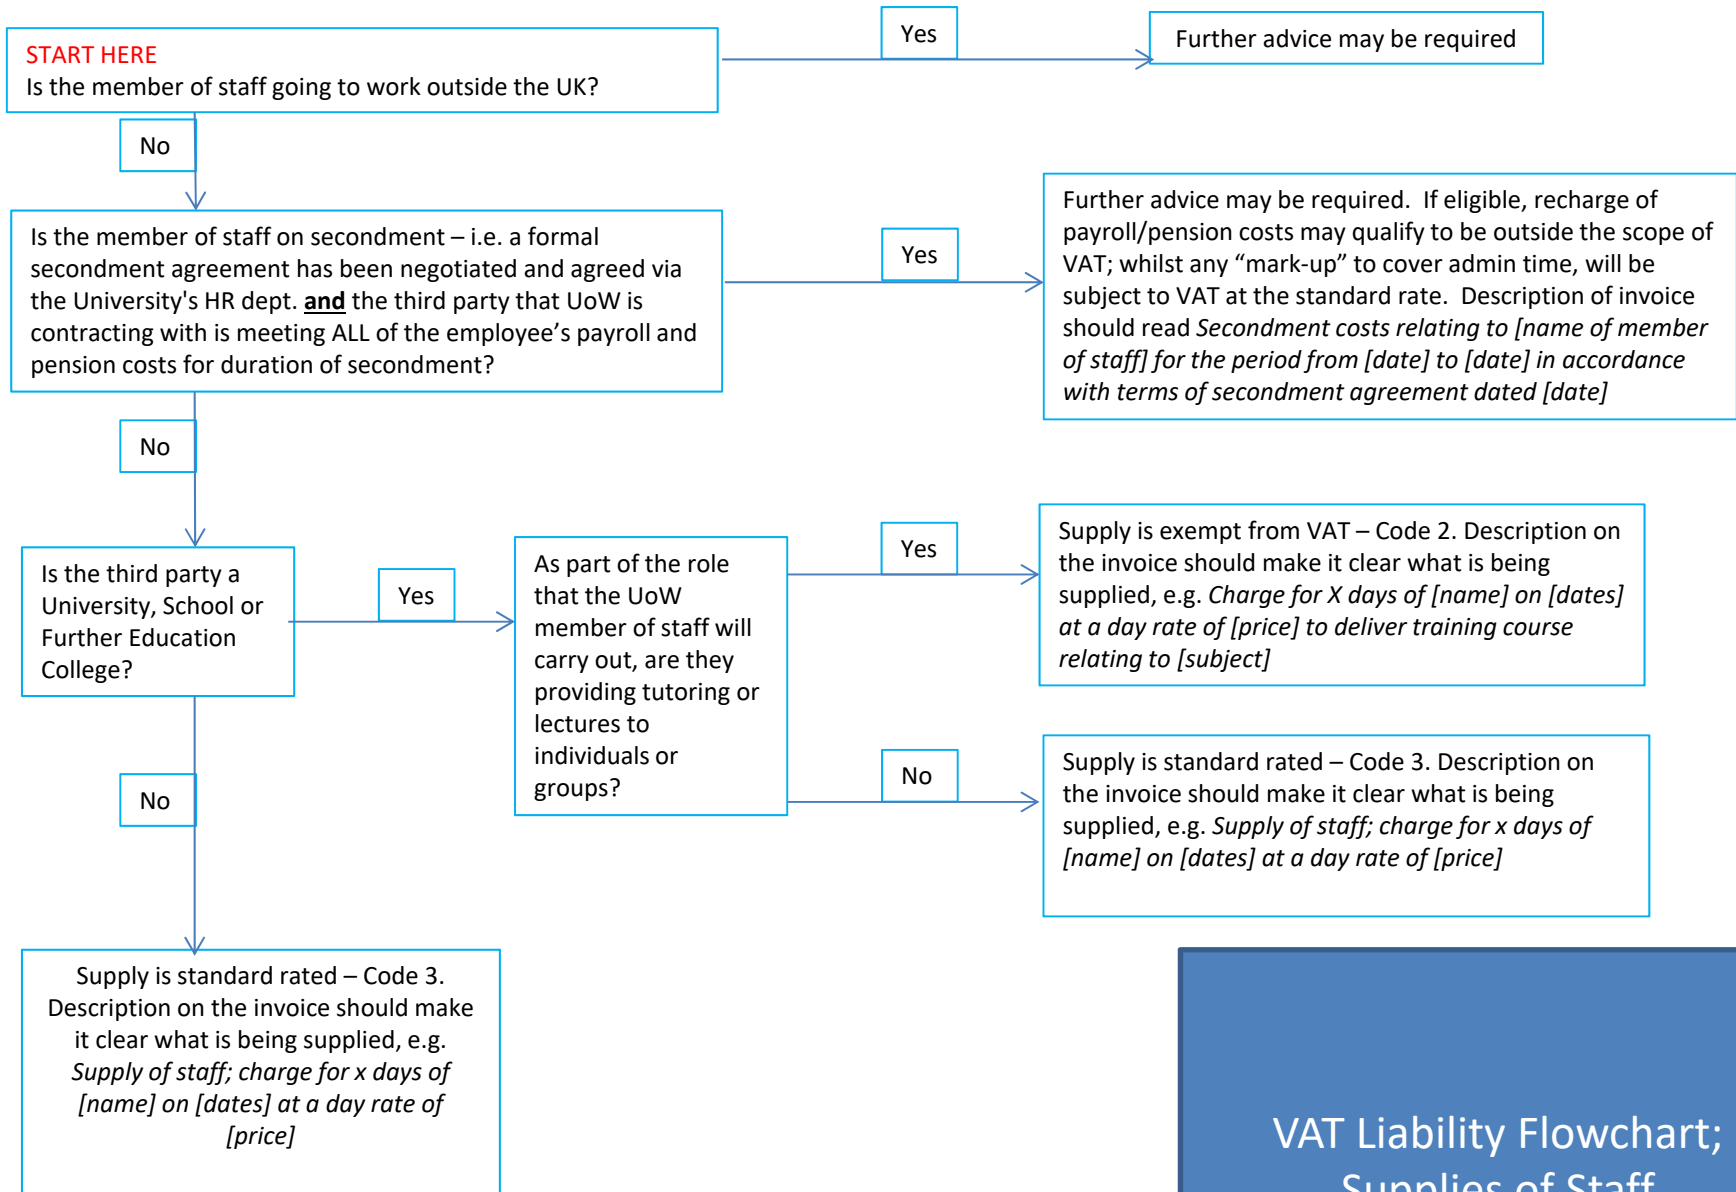 START HERE
Is the member of staff going to work outside the UK?
Yes
Further advice may be required
No
Is the member of staff on secondment – i.e. a formal
secondment agreement has been negotiated and agreed via
the University's HR dept. and the third party that UoW is
contracting with is meeting ALL of the employee’s payroll and
pension costs for duration of secondment?
Yes
Further advice may be required.  If eligible, recharge of
payroll/pension costs may qualify to be outside the scope of
VAT; whilst any “mark-up” to cover admin time, will be
subject to VAT at the standard rate.  Description of invoice
should read Secondment costs relating to [name of member
of staff] for the period from [date] to [date] in accordance
with terms of secondment agreement dated [date]
No
Is the third party a
University, School or
Further Education
College?
Yes
As part of the role
that the UoW
member of staff will
carry out, are they
providing tutoring or
lectures to
individuals or
groups?
Yes
Supply is exempt from VAT – Code 2. Description on
the invoice should make it clear what is being
supplied, e.g. Charge for X days of [name] on [dates]
at a day rate of [price] to deliver training course
relating to [subject]
No
Supply is standard rated – Code 3. Description on
the invoice should make it clear what is being
supplied, e.g. Supply of staff; charge for x days of
[name] on [dates] at a day rate of [price]
No
Supply is standard rated – Code 3.
Description on the invoice should make
it clear what is being supplied, e.g.
Supply of staff; charge for x days of
[name] on [dates] at a day rate of
[price]
VAT Liability Flowchart;
Supplies of Staff